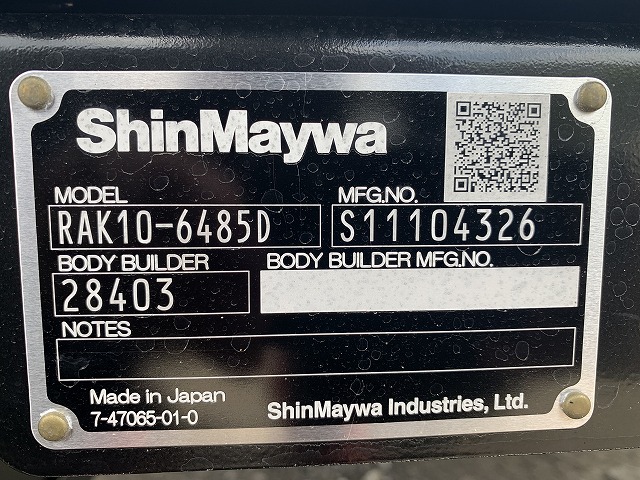 ShinMaywa
MODEL
RAK10-6485D
MFG.NO.
S11104326
BODY BUILDER
28403
BODY BUILDER MFG.NO.
NOTES
Made in Japan
7-47065-01-0
ShinMaywa Industries, Ltd.